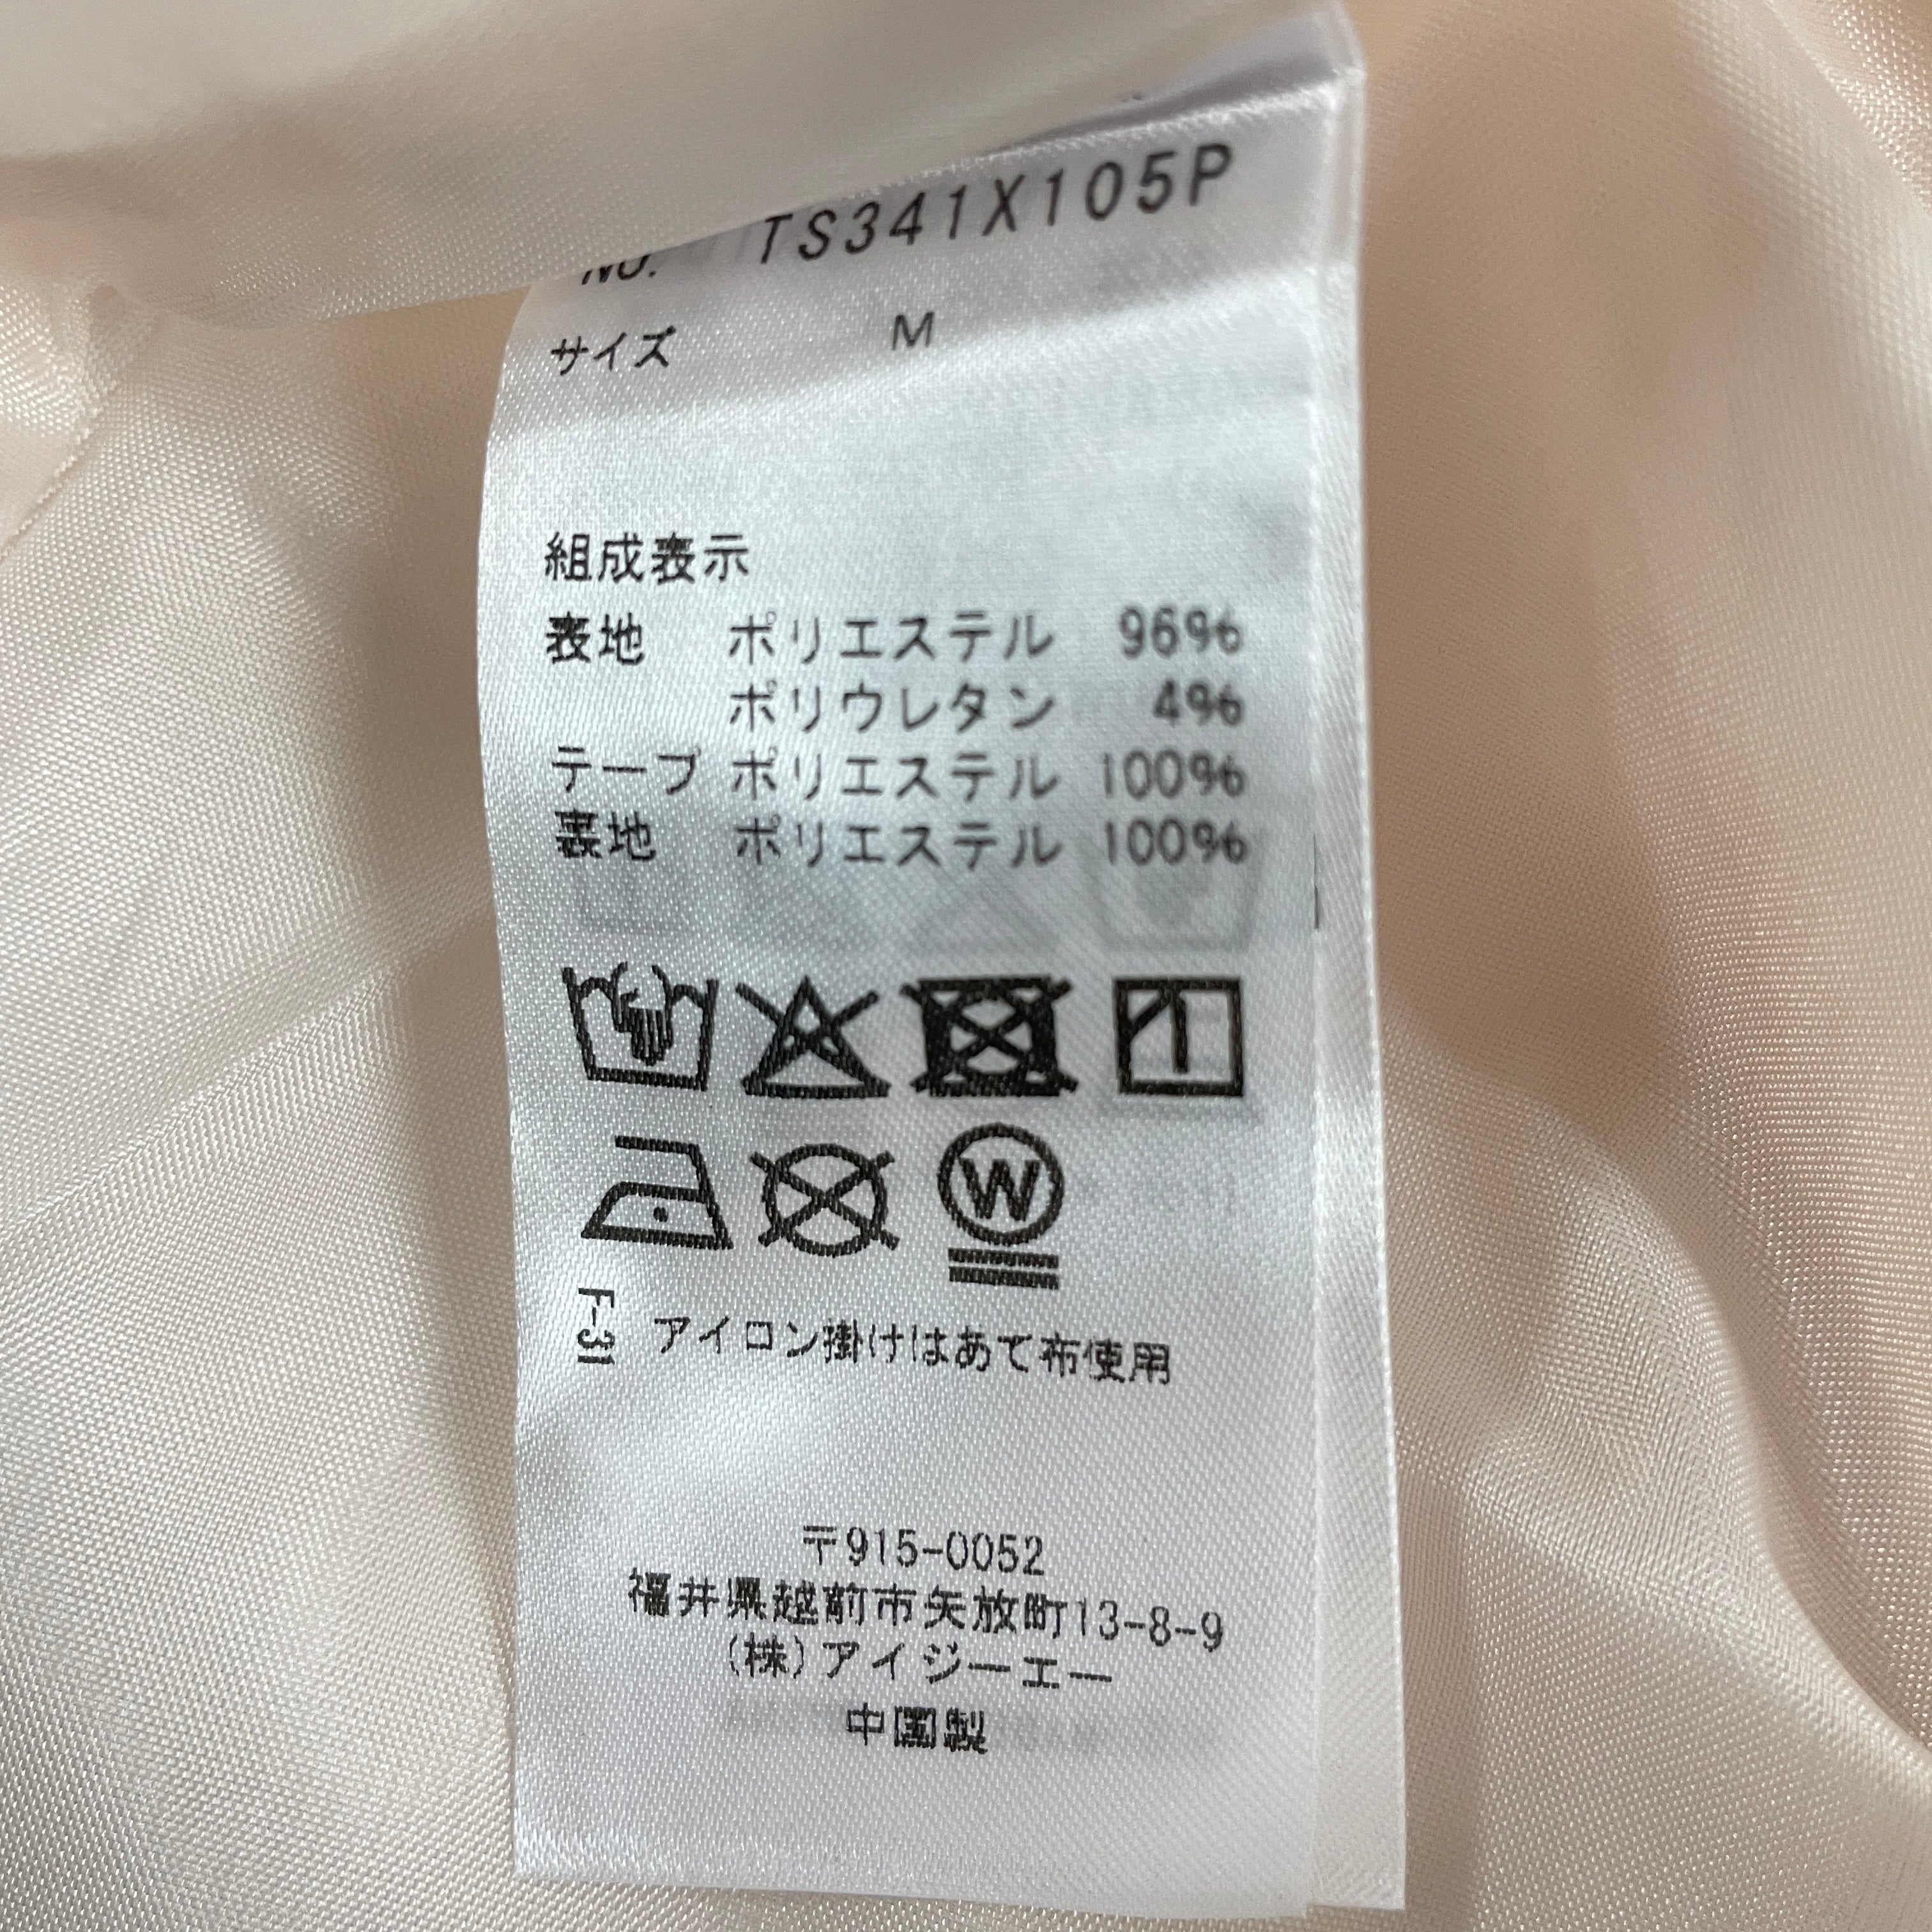 No. TS341X105P
サイズ M
組成表示
表地 ポリエステル 96%
ポリウレタン 4%
テープ ポリエステル 100%
裏地 ポリエステル 100%
W
F-31 アイロン掛けはあて布使用
〒915-0052
福井県越前市矢放町13-8-9
(株)アイジーエー
中国製